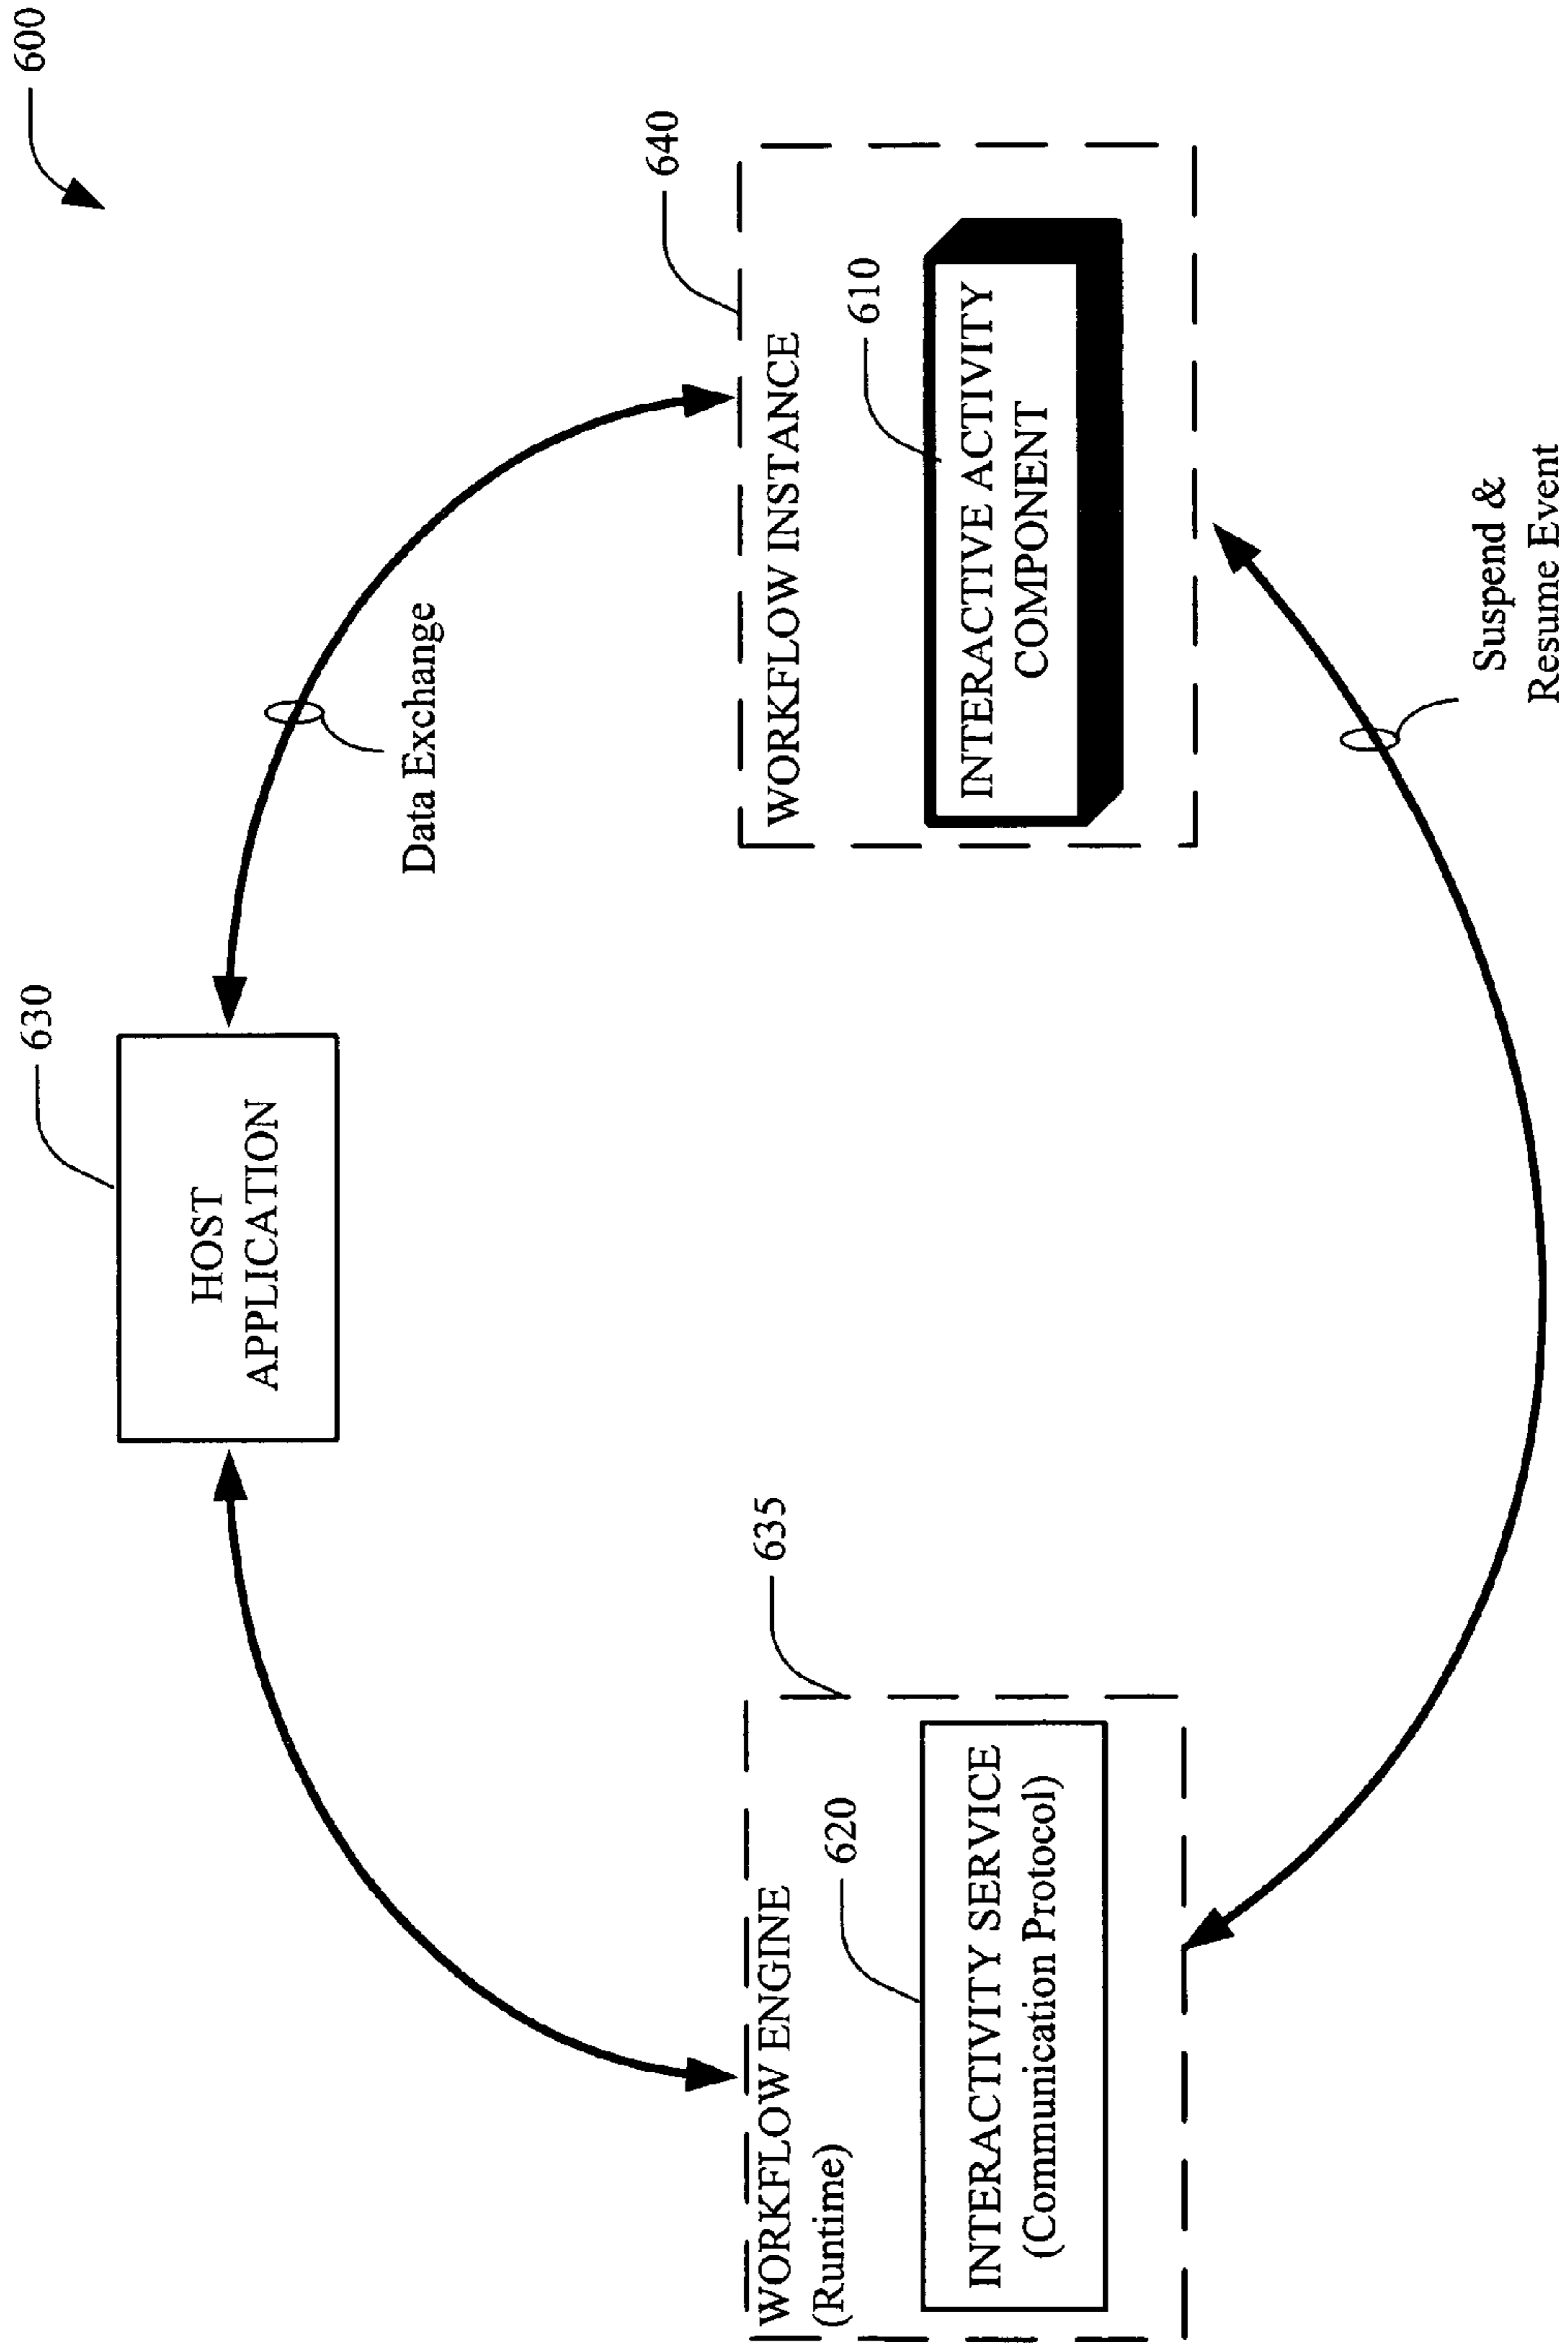 600
630
HOST
APPLICATION
Data Exchange
635
WORKFLOW ENGINE
(Runtime)
620
INTERACTIVITY SERVICE
(Communication Protocol)
640
WORKFLOW INSTANCE
610
INTERACTIVE ACTIVITY
COMPONENT
Suspend &
Resume Event